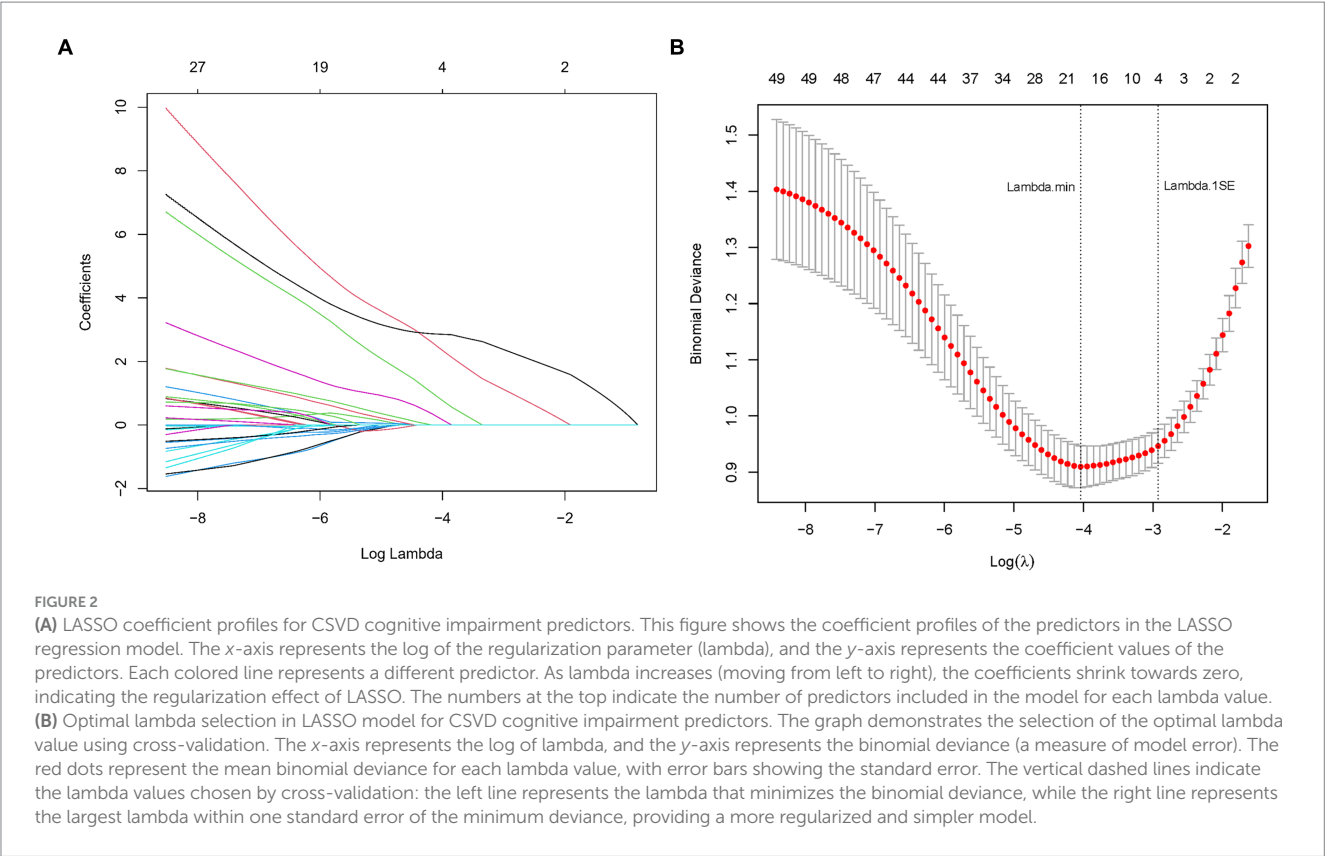 A
27 19 4 2
10
8
6
4
2
0
−2
Coefficients
−8 −6 −4 −2
Log Lambda
B
49 49 48 47 44 44 37 34 28 21 16 10 4 3 2 2
1.5
1.4
1.3
1.2
1.1
1.0
0.9
Binomial Deviance
Lambda.min
Lambda.1SE
−8 −7 −6 −5 −4 −3 −2
Log(λ)
FIGURE 2
(A) LASSO coefficient profiles for CSVD cognitive impairment predictors. This figure shows the coefficient profiles of the predictors in the LASSO
regression model. The x-axis represents the log of the regularization parameter (lambda), and the y-axis represents the coefficient values of the
predictors. Each colored line represents a different predictor. As lambda increases (moving from left to right), the coefficients shrink towards zero,
indicating the regularization effect of LASSO. The numbers at the top indicate the number of predictors included in the model for each lambda value.
(B) Optimal lambda selection in LASSO model for CSVD cognitive impairment predictors. The graph demonstrates the selection of the optimal lambda
value using cross-validation. The x-axis represents the log of lambda, and the y-axis represents the binomial deviance (a measure of model error). The
red dots represent the mean binomial deviance for each lambda value, with error bars showing the standard error. The vertical dashed lines indicate
the lambda values chosen by cross-validation: the left line represents the lambda that minimizes the binomial deviance, while the right line represents
the largest lambda within one standard error of the minimum deviance, providing a more regularized and simpler model.